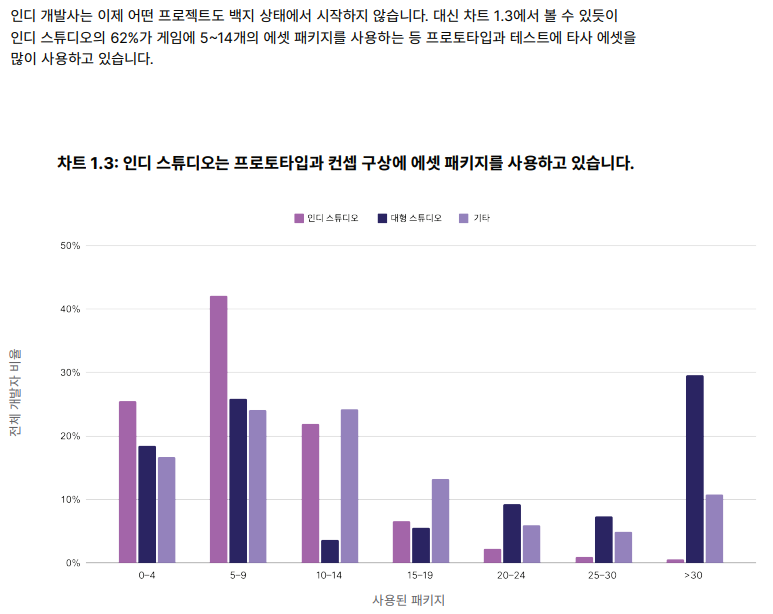 인디 개발사는 이제 어떤 프로젝트도 백지 상태에서 시작하지 않습니다. 대신 차트 1.3에서 볼 수 있듯이
인디 스튜디오의 62%가 게임에 5~14개의 에셋 패키지를 사용하는 등 프로토타입과 테스트에 타사 에셋을
많이 사용하고 있습니다.
차트 1.3: 인디 스튜디오는 프로토타입과 컨셉 구상에 에셋 패키지를 사용하고 있습니다.
인디 스튜디오 대형 스튜디오 기타
전체 개발자 비율
50%
40%
30%
20%
10%
0%
0–4 5–9 10–14 15–19 20–24 25–30 >30
사용된 패키지